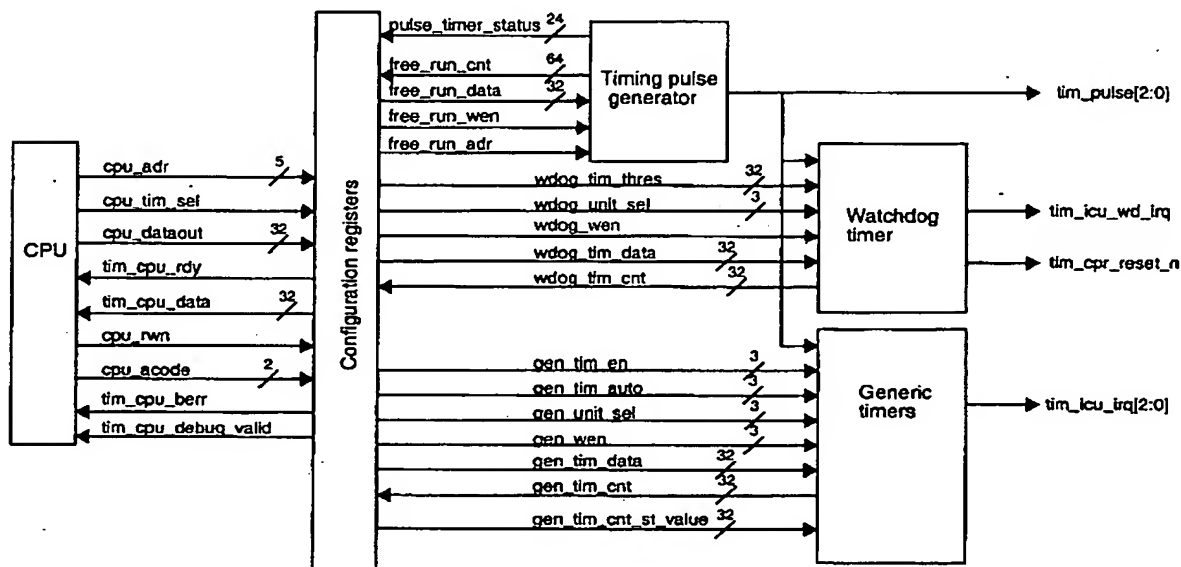 pulse_timer_status 24
free_run_cnt 64
free_run_data 32
free_run_wen
free_run_adr
Timing pulse
generator
tim_pulse[2:0]
CPU
cpu_adr 5
cpu_tim_sel
cpu_dataout 32
tim_cpu_rdy
tim_cpu_data 32
cpu_rwn
cpu_acode 2
tim_cpu_berr
tim_cpu_debug_valid
Configuration registers
wdog_tim_thres 32
wdog_unit_sel 3
wdog_wen
wdog_tim_data 32
wdog_tim_cnt 32
Watchdog
timer
tim_icu_wd_irq
tim_cpr_reset_n
gen_tim_en 3
gen_tim_auto 3
gen_unit_sel 3
gen_wen 3
gen_tim_data 32
gen_tim_cnt 32
gen_tim_cnt_st_value 32
Generic
timers
tim_icu_irq[2:0]